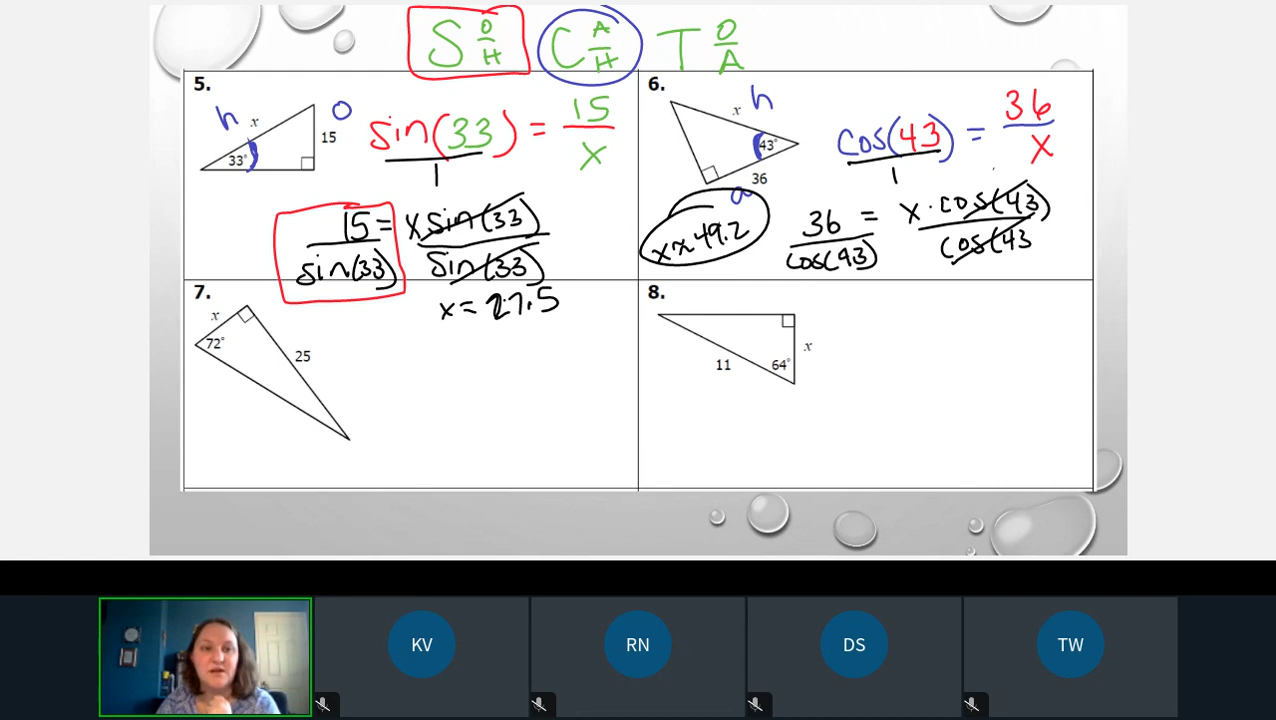 S O/H C A/H T O/A
5.
h
x
O
15
33°
sin(33) = 15/x
1
15 = x sin(33)
sin(33) sin(33)
x = 27.5
6.
x
h
43°
36
a
cos(43) = 36/x
1
36 = x · cos(43)
cos(43) cos(43
x ≈ 49.2
7.
x
72°
25
8.
x
11
64°
KV
RN
DS
TW